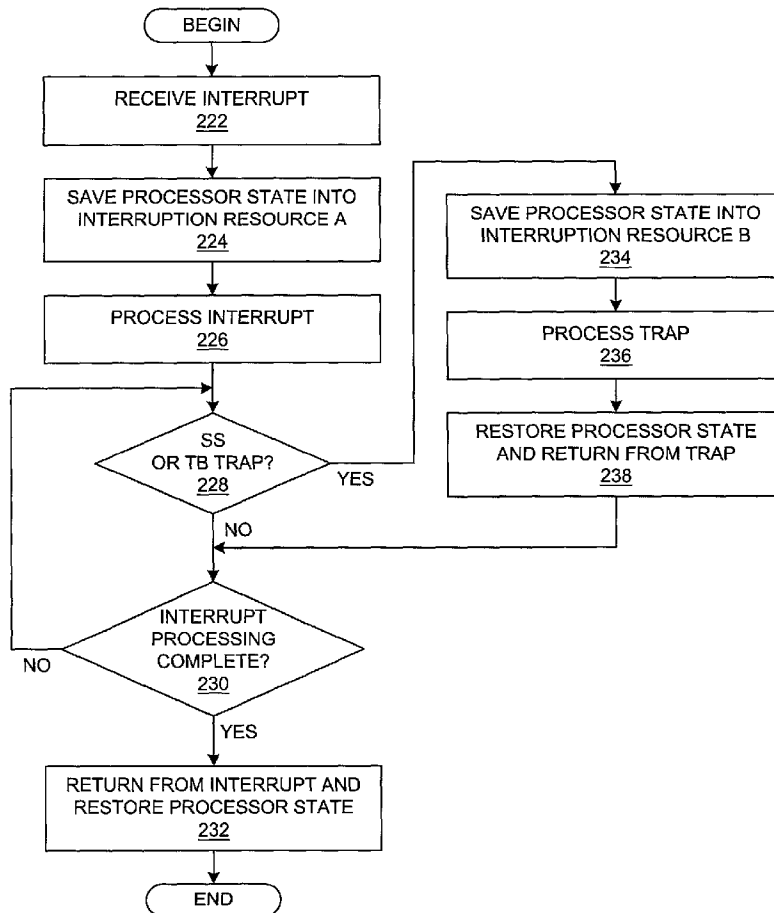 BEGIN
RECEIVE INTERRUPT
222
SAVE PROCESSOR STATE INTO
INTERRUPTION RESOURCE A
224
PROCESS INTERRUPT
226
SS
OR TB TRAP?
228
YES
NO
SAVE PROCESSOR STATE INTO
INTERRUPTION RESOURCE B
234
PROCESS TRAP
236
RESTORE PROCESSOR STATE
AND RETURN FROM TRAP
238
INTERRUPT
PROCESSING
COMPLETE?
230
NO
YES
RETURN FROM INTERRUPT AND
RESTORE PROCESSOR STATE
232
END